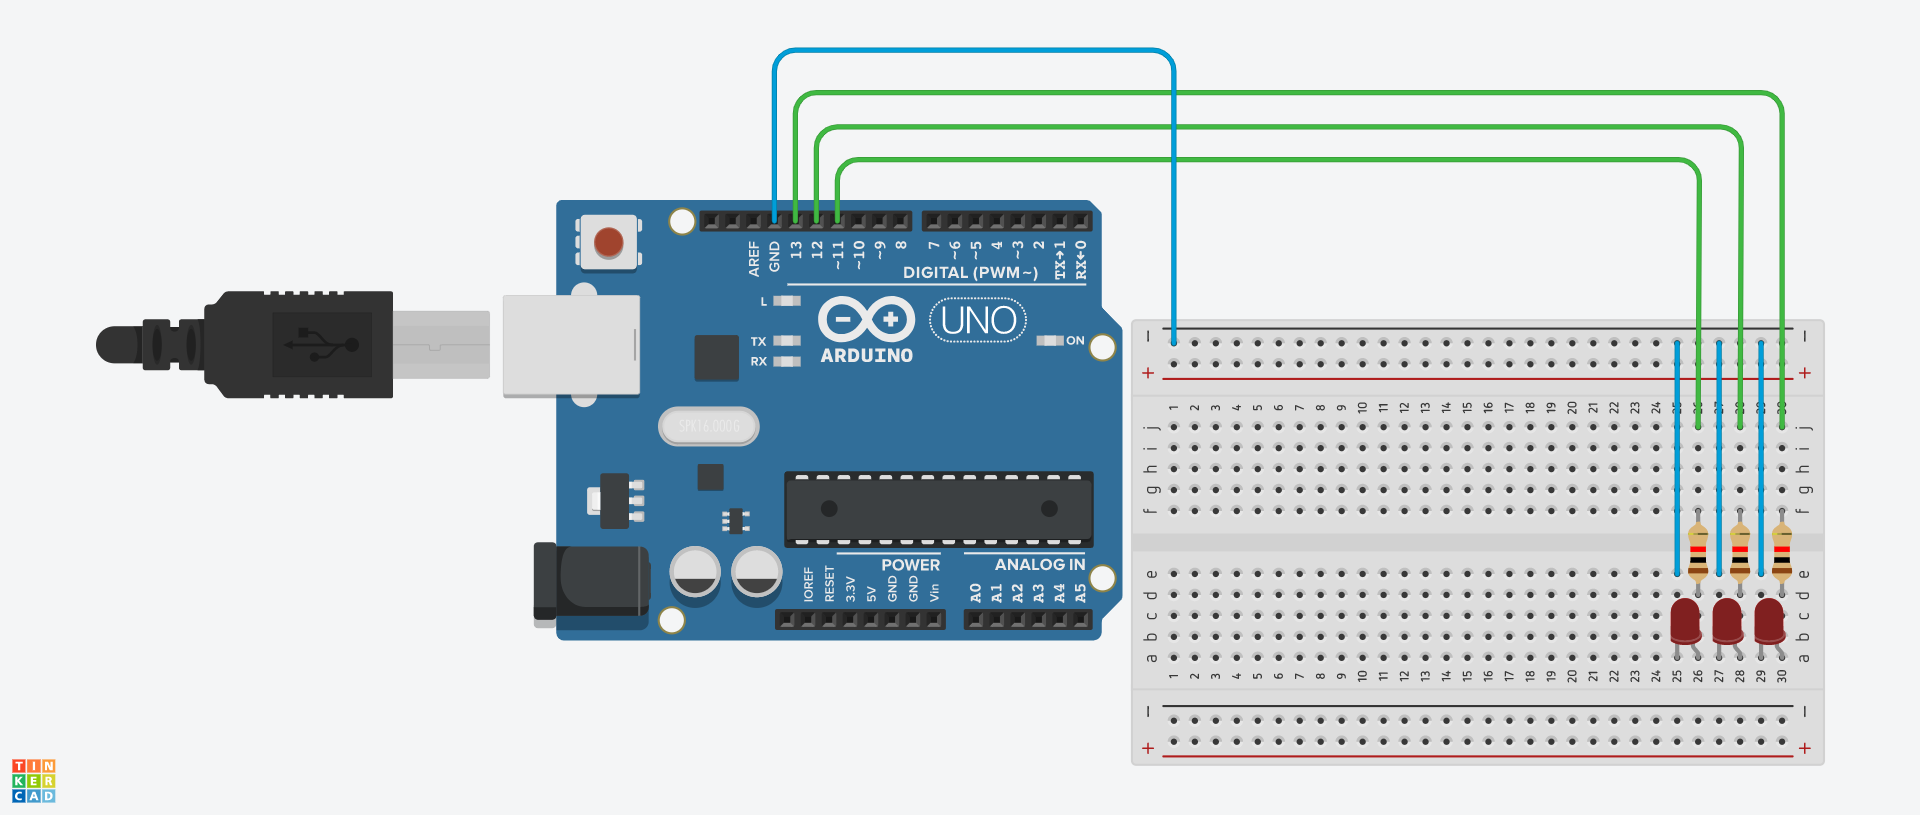 AREF
GND
13
12
~11
~10
~9
8
7
~6
~5
4
~3
2
TX→1
RX←0
DIGITAL (PWM~)
L
TX
RX
ARDUINO
UNO
ON
SPK16.000G
POWER
ANALOG IN
IOREF
RESET
3.3V
5V
GND
GND
Vin
A0
A1
A2
A3
A4
A5
− −
+ +
1 2 3 4 5 6 7 8 9 10 11 12 13 14 15 16 17 18 19 20 21 22 23 24 25 26 27 28 29 30
j j
i i
h h
g g
f f
e e
d d
c c
b b
a a
1 2 3 4 5 6 7 8 9 10 11 12 13 14 15 16 17 18 19 20 21 22 23 24 25 26 27 28 29 30
− −
+ +
TIN
KER
CAD